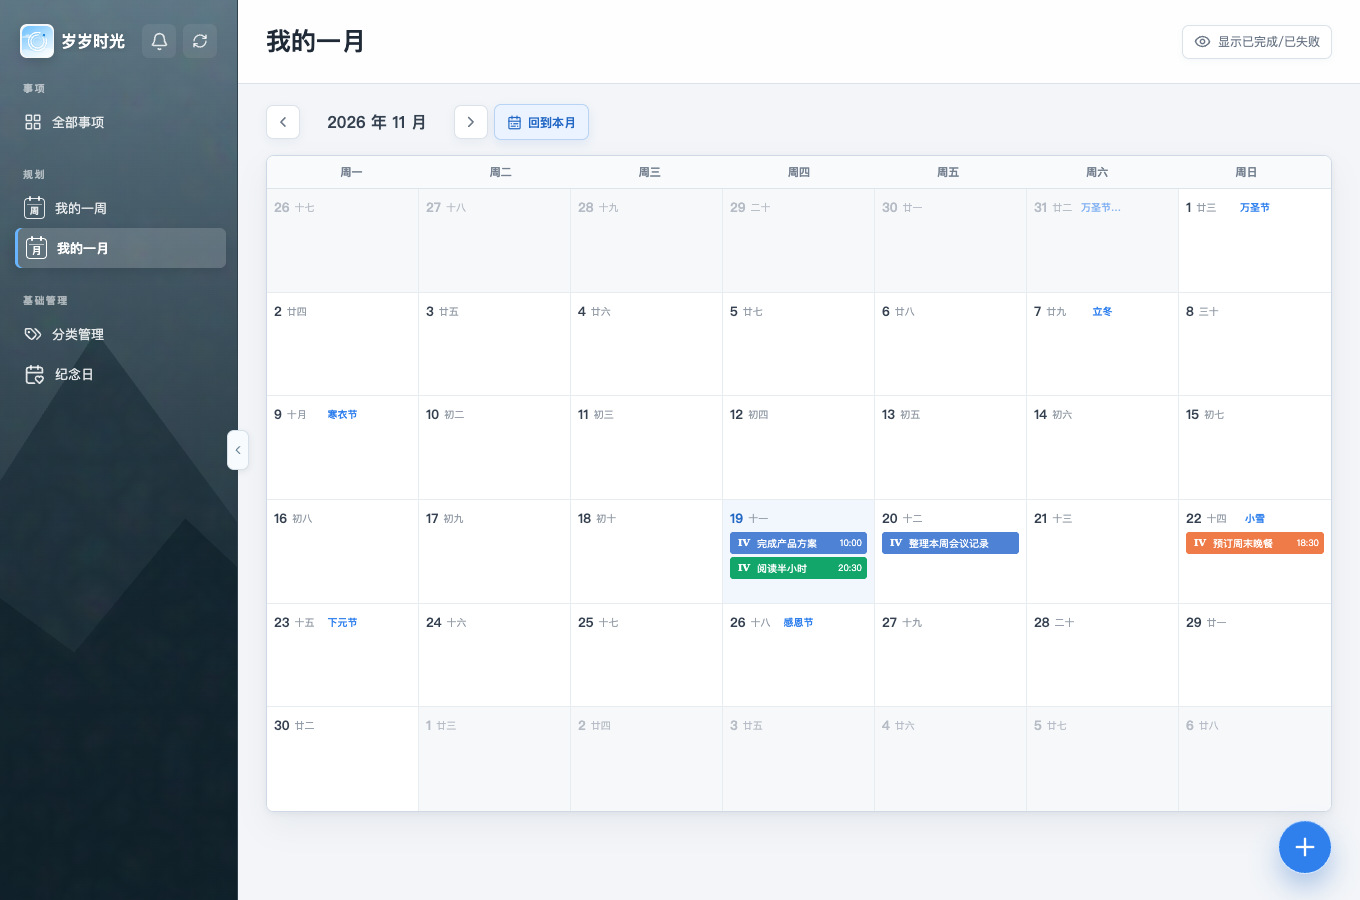 岁岁时光
事项
全部事项
规划
周 我的一周
月 我的一月
基础管理
分类管理
纪念日
我的一月
显示已完成/已失败
2026 年 11 月
回到本月
周一 周二 周三 周四 周五 周六 周日
26 十七 27 十八 28 十九 29 二十 30 廿一 31 廿二 万圣节... 1 廿三 万圣节
2 廿四 3 廿五 4 廿六 5 廿七 6 廿八 7 廿九 立冬 8 三十
9 十月 寒衣节 10 初二 11 初三 12 初四 13 初五 14 初六 15 初七
16 初八 17 初九 18 初十 19 十一 20 十二 21 十三 22 十四 小雪
IV 完成产品方案 10:00 IV 整理本周会议记录 IV 预订周末晚餐 18:30
IV 阅读半小时 20:30
23 十五 下元节 24 十六 25 十七 26 十八 感恩节 27 十九 28 二十 29 廿一
30 廿二 1 廿三 2 廿四 3 廿五 4 廿六 5 廿七 6 廿八